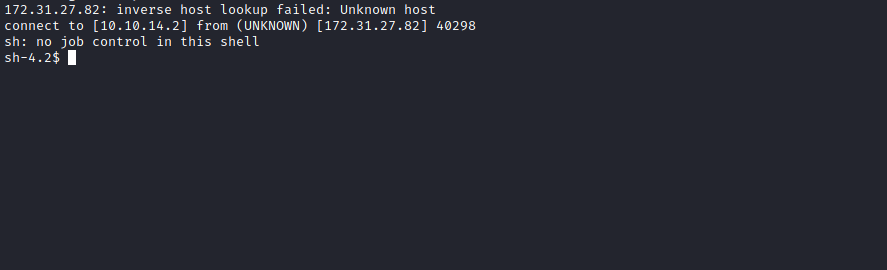 172.31.27.82: inverse host lookup failed: Unknown host
connect to [10.10.14.2] from (UNKNOWN) [172.31.27.82] 40298
sh: no job control in this shell
sh-4.2$